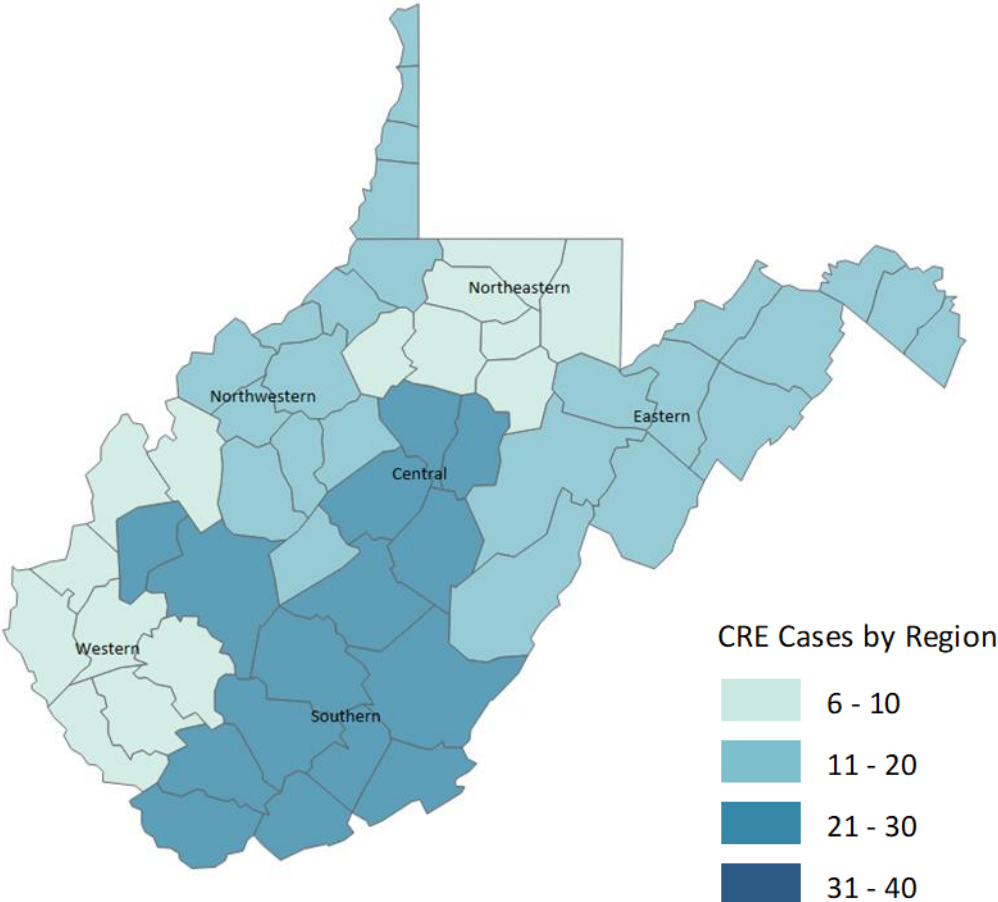 Northeastern
Northwestern
Eastern
Central
Western
Southern
CRE Cases by Region
6 - 10
11 - 20
21 - 30
31 - 40